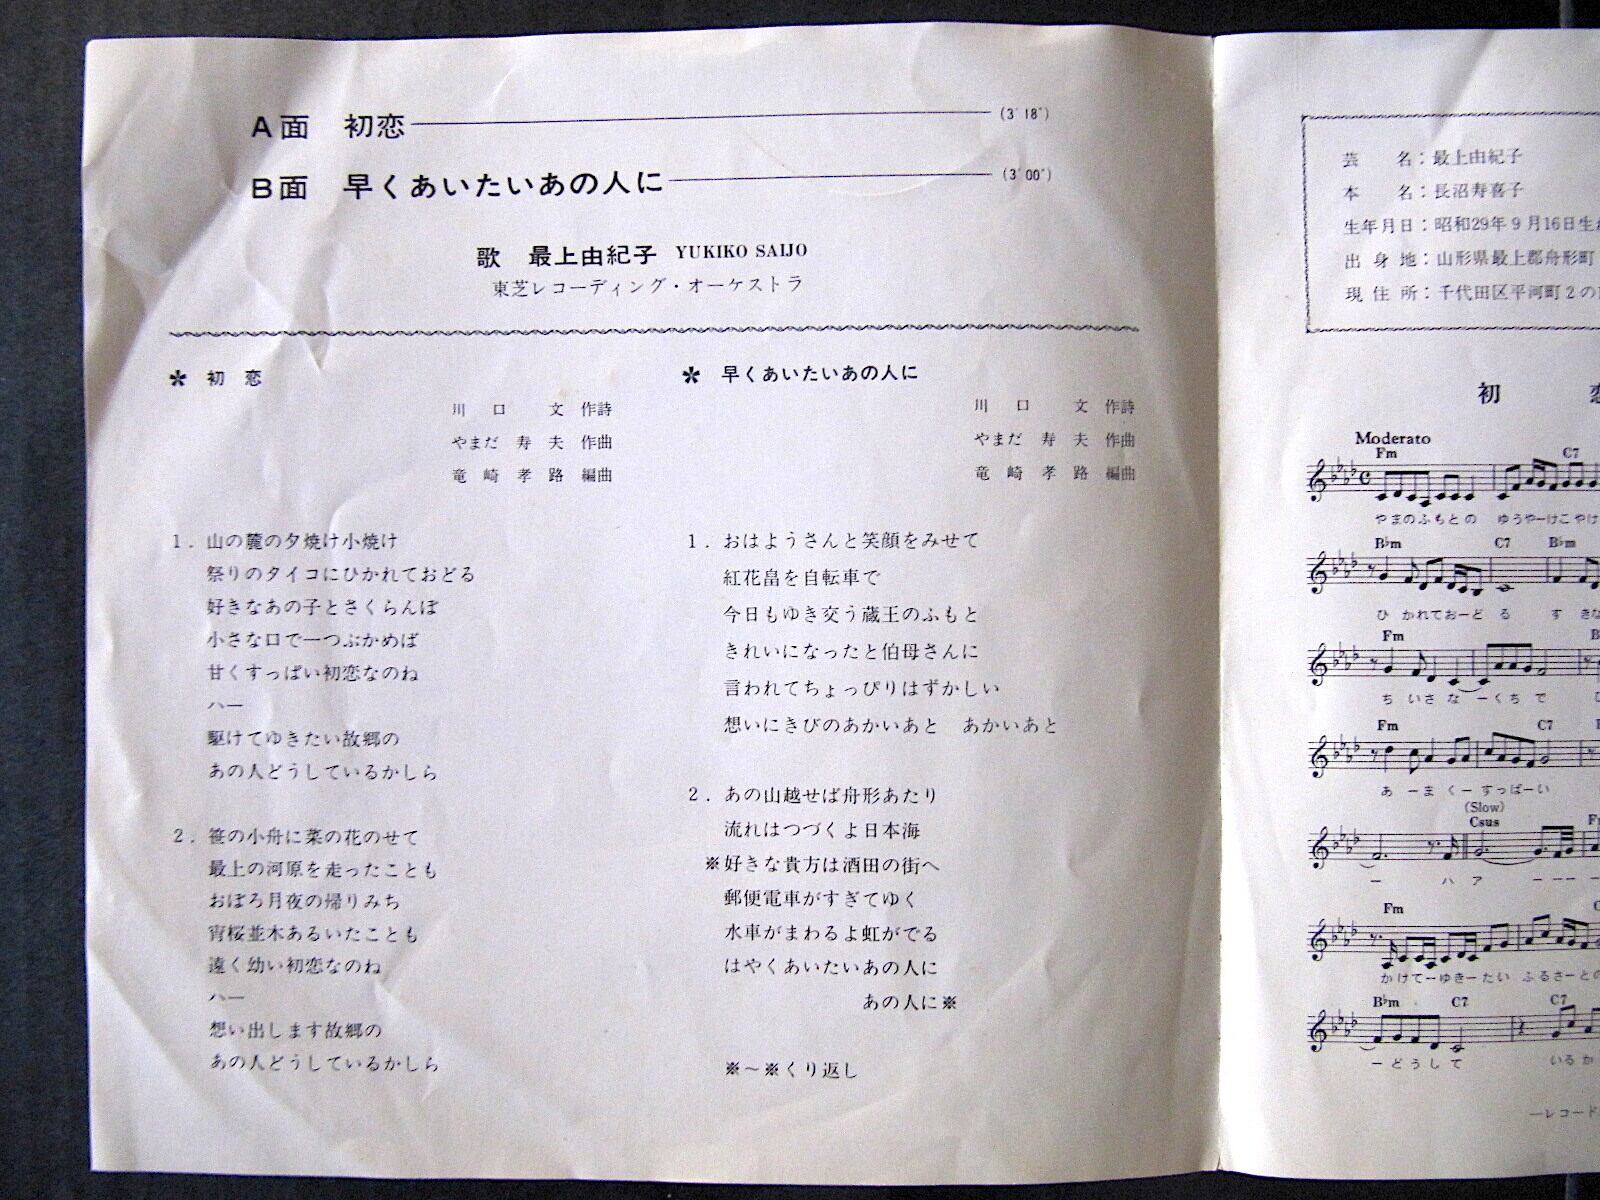 A面 初恋 (3′18″)
B面 早くあいたいあの人に (3′00″)
歌 最上由紀子 YUKIKO SAIJO
東芝レコーディング・オーケストラ
* 初恋
川口 文 作詩
やまだ寿夫 作曲
竜崎孝路 編曲
1. 山の麓の夕焼け小焼け
祭りのタイコにひかれておどる
好きなあの子とさくらんぼ
小さな口で一つぶかめば
甘くすっぱい初恋なのね
ハー
駆けてゆきたい故郷の
あの人どうしているかしら
2. 笹の小舟に菜の花のせて
最上の河原を走ったことも
おぼろ月夜の帰りみち
宵桜並木あるいたことも
遠く幼い初恋なのね
ハー
想い出します故郷の
あの人どうしているかしら
* 早くあいたいあの人に
川口 文 作詩
やまだ寿夫 作曲
竜崎孝路 編曲
1. おはようさんと笑顔をみせて
紅花畠を自転車で
今日もゆき交う蔵王のふもと
きれいになったと伯母さんに
言われてちょっぴりはずかしい
想いにきびのあかいあと あかいあと
2. あの山越せば舟形あたり
流れはつづくよ日本海
※好きな貴方は酒田の街へ
郵便電車がすぎてゆく
水車がまわるよ虹がでる
はやくあいたいあの人に
あの人に※
※~※くり返し
芸名:最上由紀子
本名:長沼寿喜子
生年月日:昭和29年9月16日生
出身地:山形県最上郡舟形町
現住所:千代田区平河町2の
初
Moderato
Fm C7
やまのふもとの ゆうやーけこやけ
B♭m C7 B♭m
ひかれておーどる すきな
Fm
ちいさなーくちで
Fm C7
あーまくーすっぱーい
(Slow)
Csus
ー ハア ーーーー
Fm
かけてーゆきーたい ふるさーとの
B♭m C7 C7
ーどうして いるか
—レコード